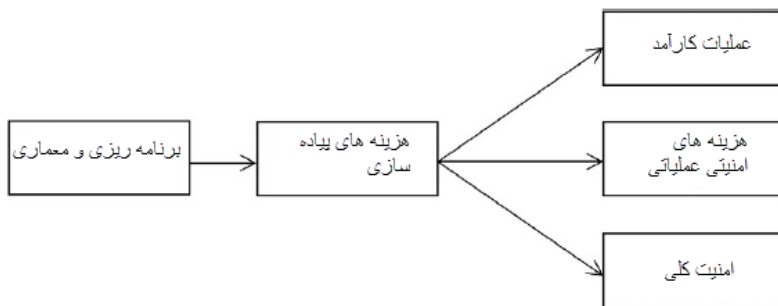 عملیات کارآمد
برنامه ریزی و معماری
هزینه های پیاده
سازی
هزینه های
امنیتی عملیاتی
امنیت کلی